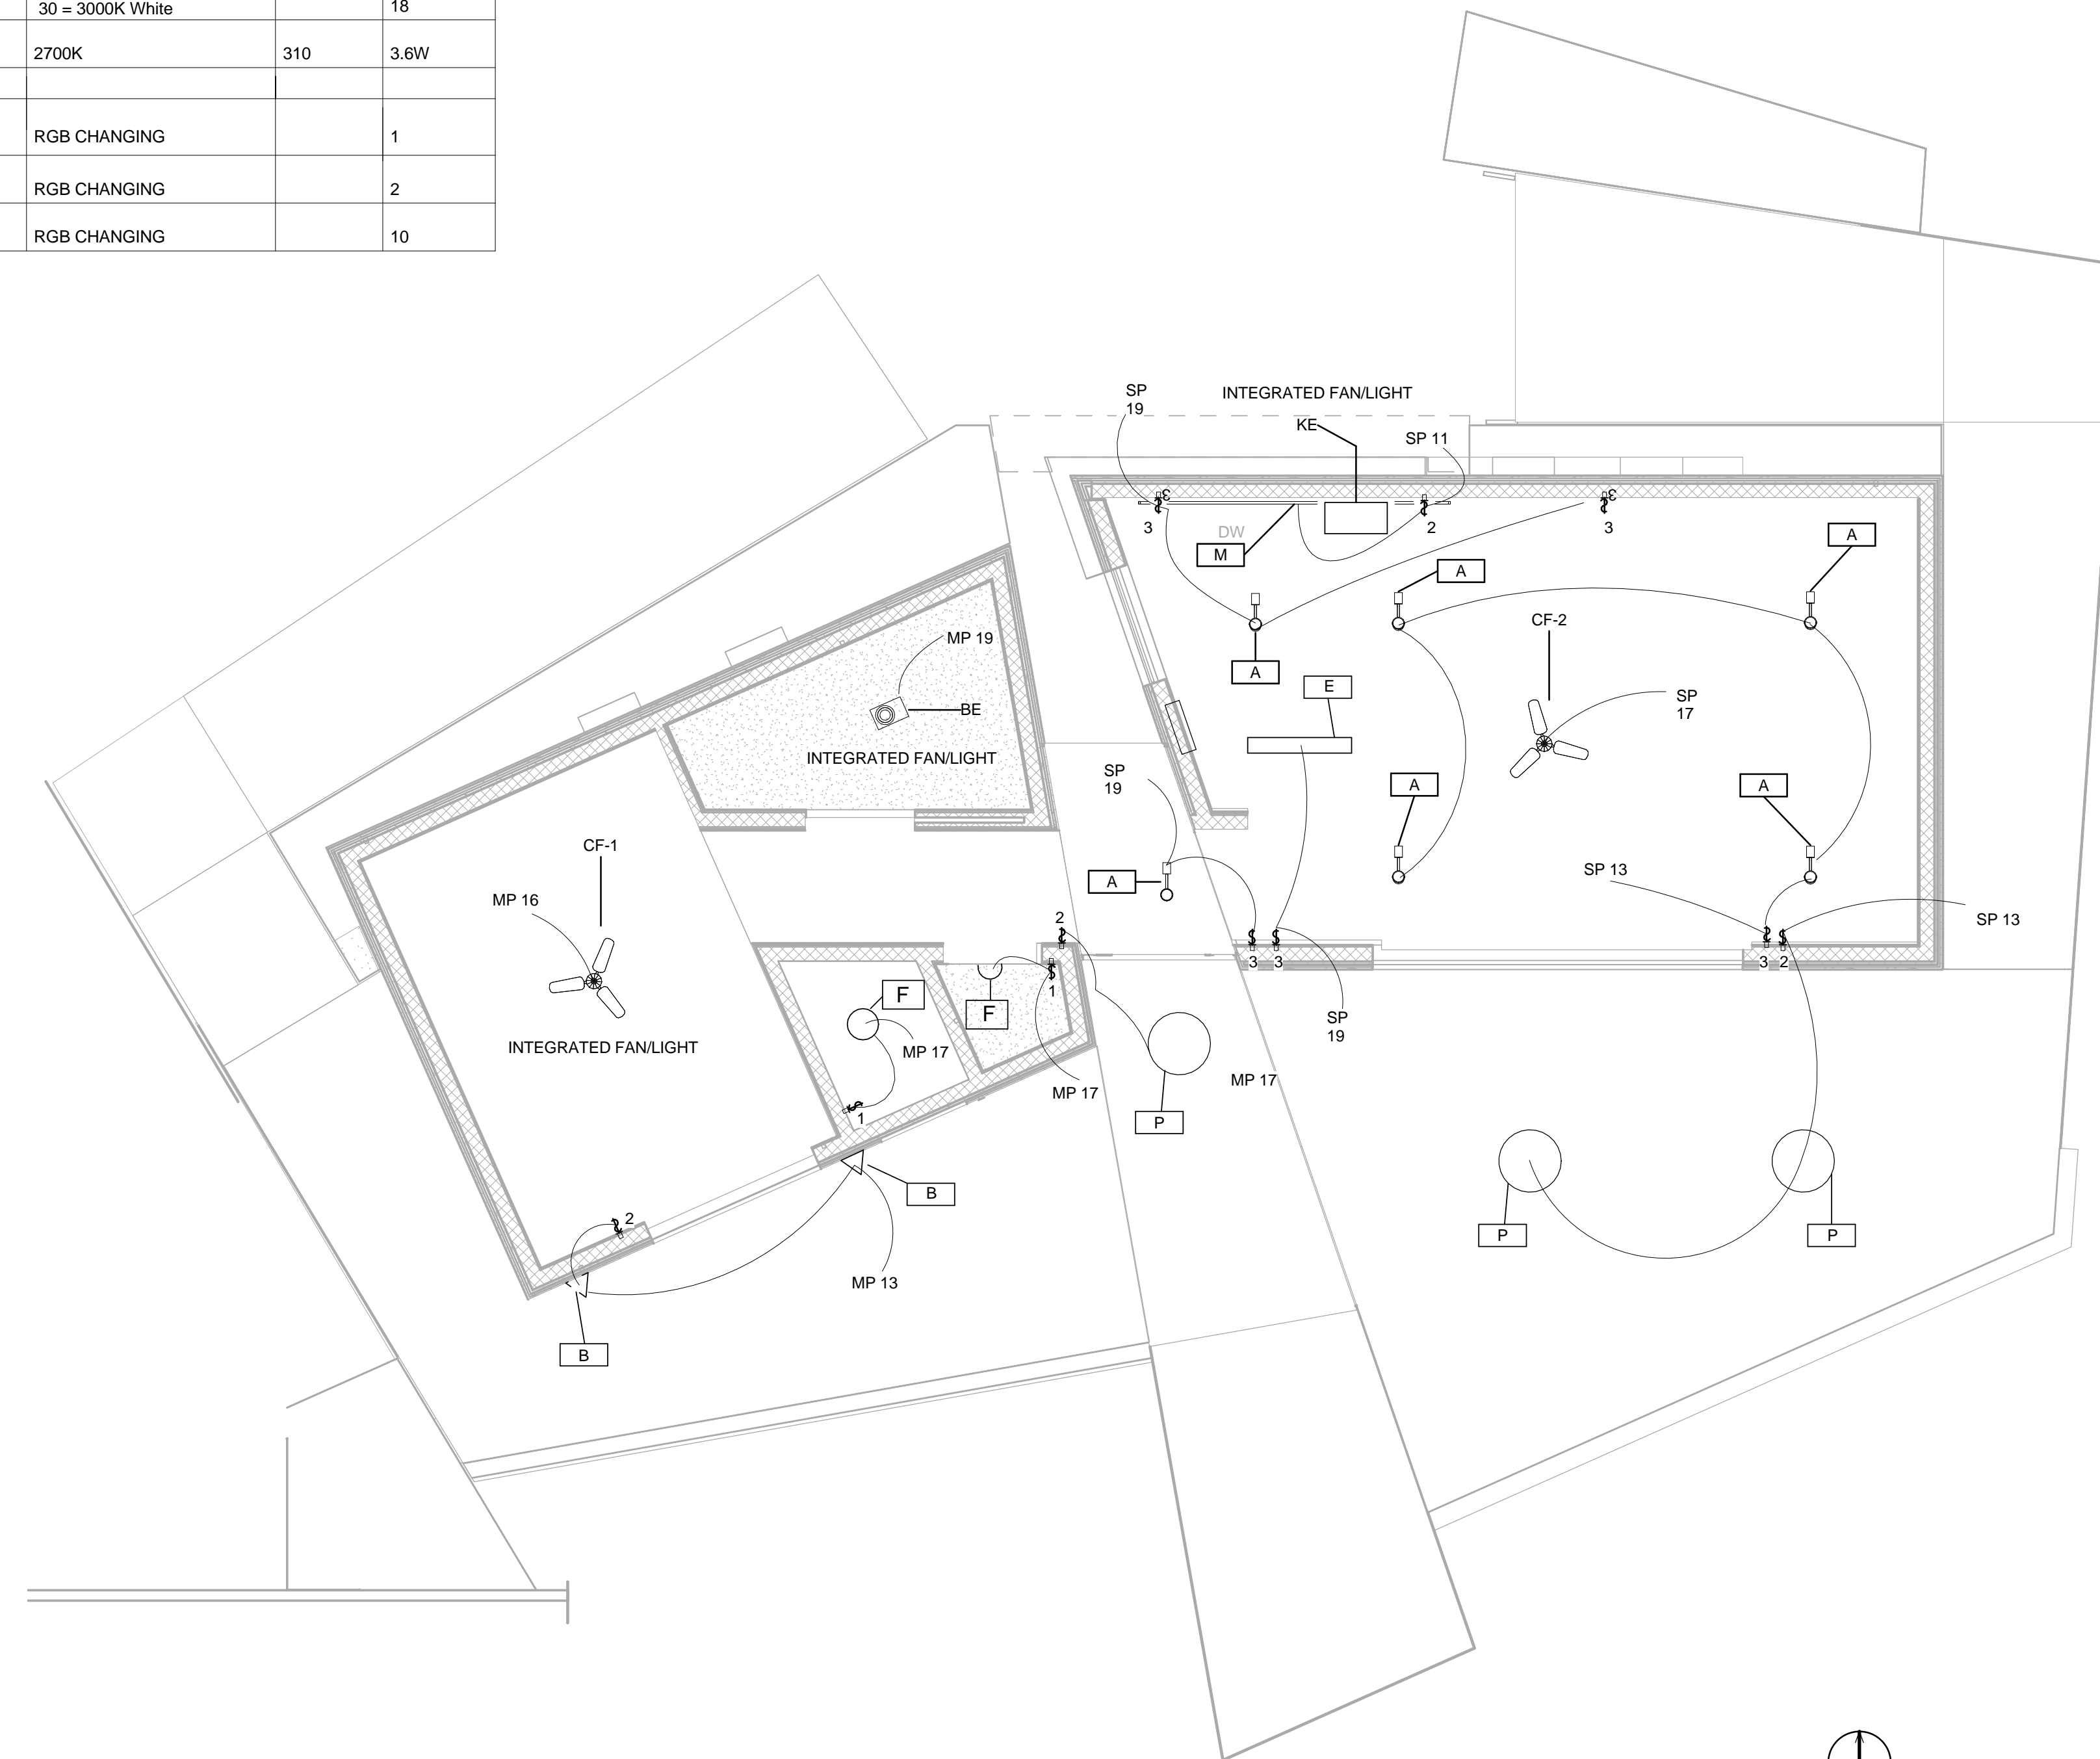 30 = 3000K White 18
2700K 310 3.6W
RGB CHANGING 1
RGB CHANGING 2
RGB CHANGING 10
SP
19
INTEGRATED FAN/LIGHT
KE
SP 11
3
3
3
2
3
DW
M
A
A
A
CF-2
E
SP
17
MP 19
BE
INTEGRATED FAN/LIGHT
SP
19
A
A
A
CF-1
MP 16
SP 13
SP 13
2
3
3
3
2
1
F
F
SP
19
INTEGRATED FAN/LIGHT
MP 17
MP 17
MP 17
P
1
B
2
P
P
MP 13
B